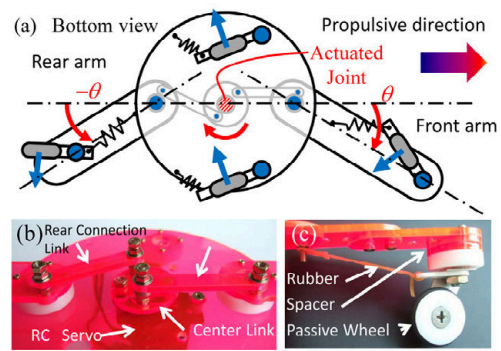 (a) Bottom view
Propulsive direction
Rear arm
Actuated
Joint
-θ
θ
Front arm
(b)
Rear Connection
Link
RC Servo
Center Link
(c)
Rubber
Spacer
Passive Wheel